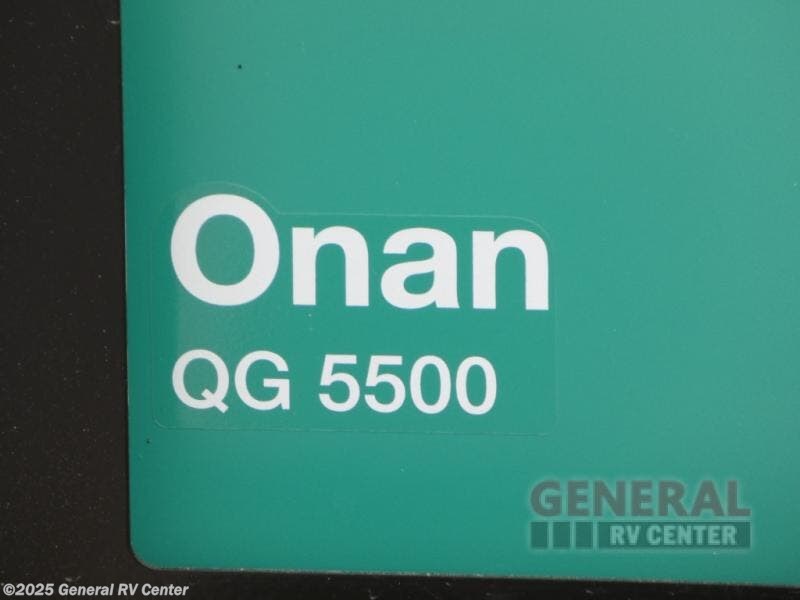 Onan
QG 5500
GENERAL
RV CENTER
©2025 General RV Center